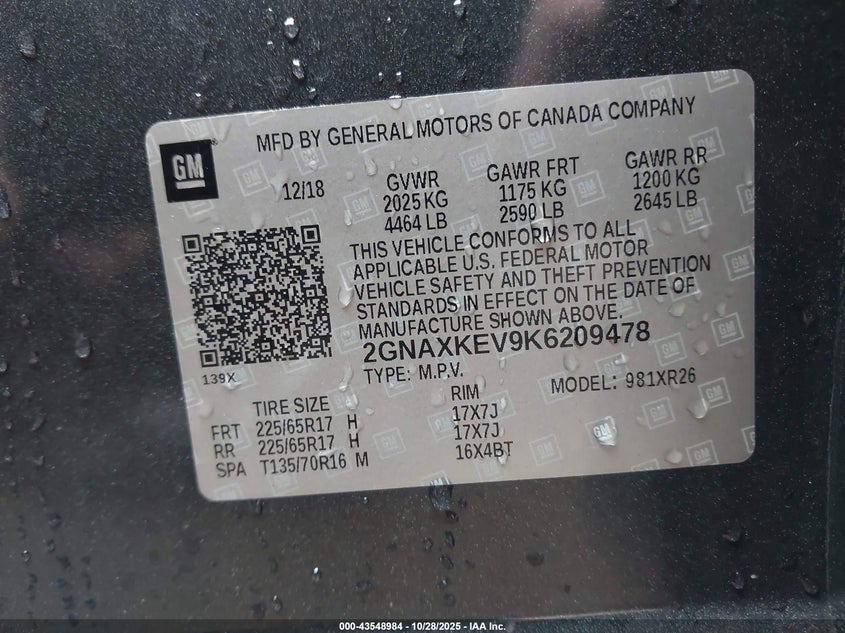 MFD BY GENERAL MOTORS OF CANADA COMPANY
GM
12/18 GVWR GAWR FRT GAWR RR
2025 KG 1175 KG 1200 KG
4464 LB 2590 LB 2645 LB
THIS VEHICLE CONFORMS TO ALL
APPLICABLE U.S. FEDERAL MOTOR
VEHICLE SAFETY AND THEFT PREVENTION
STANDARDS IN EFFECT ON THE DATE OF
MANUFACTURE SHOWN ABOVE.
2GNAXKEV9K6209478
139X
TYPE: M.P.V. MODEL: 981XR26
TIRE SIZE RIM
FRT 225/65R17 H 17X7J
RR 225/65R17 H 17X7J
SPA T135/70R16 M 16X4BT
000-43548984 | 10/28/2025 | IAA Inc.